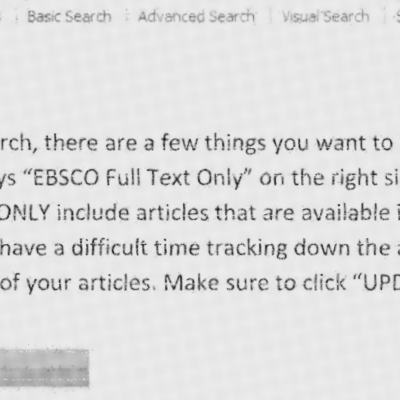 Basic Search | Advanced Search | Visual Search |
rch, there are a few things you want to
ys “EBSCO Full Text Only” on the right si
ONLY include articles that are available i
have a difficult time tracking down the a
of your articles. Make sure to click “UPD